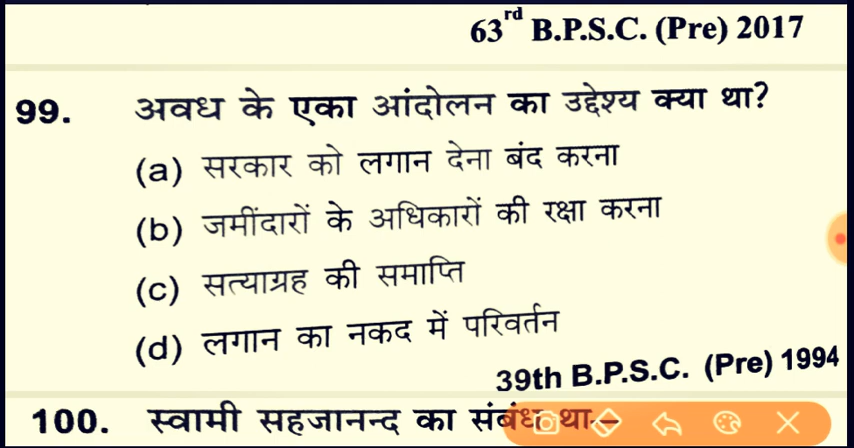 63rd B.P.S.C. (Pre) 2017
99. अवध के एका आंदोलन का उद्देश्य क्या था?
(a) सरकार को लगान देना बंद करना
(b) जमींदारों के अधिकारों की रक्षा करना
(c) सत्याग्रह की समाप्ति
(d) लगान का नकद में परिवर्तन
39th B.P.S.C. (Pre) 1994
100. स्वामी सहजानन्द का संबंध था–